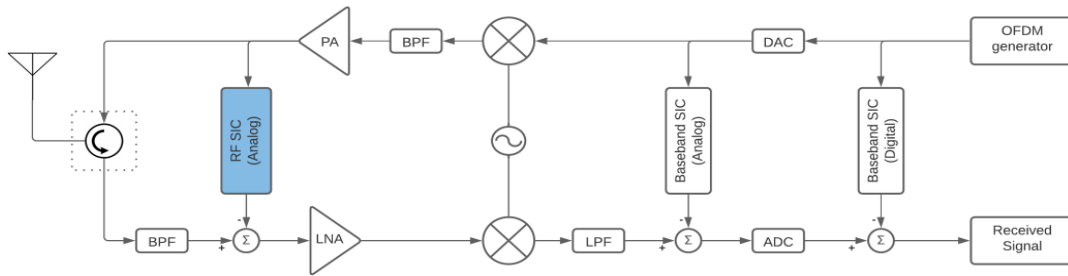 PA
BPF
DAC
OFDM
generator
RF SIC
(Analog)
Baseband SIC
(Analog)
Baseband SIC
(Digital)
-
-
-
BPF
+
Σ
LNA
LPF
+
Σ
ADC
+
Σ
Received
Signal